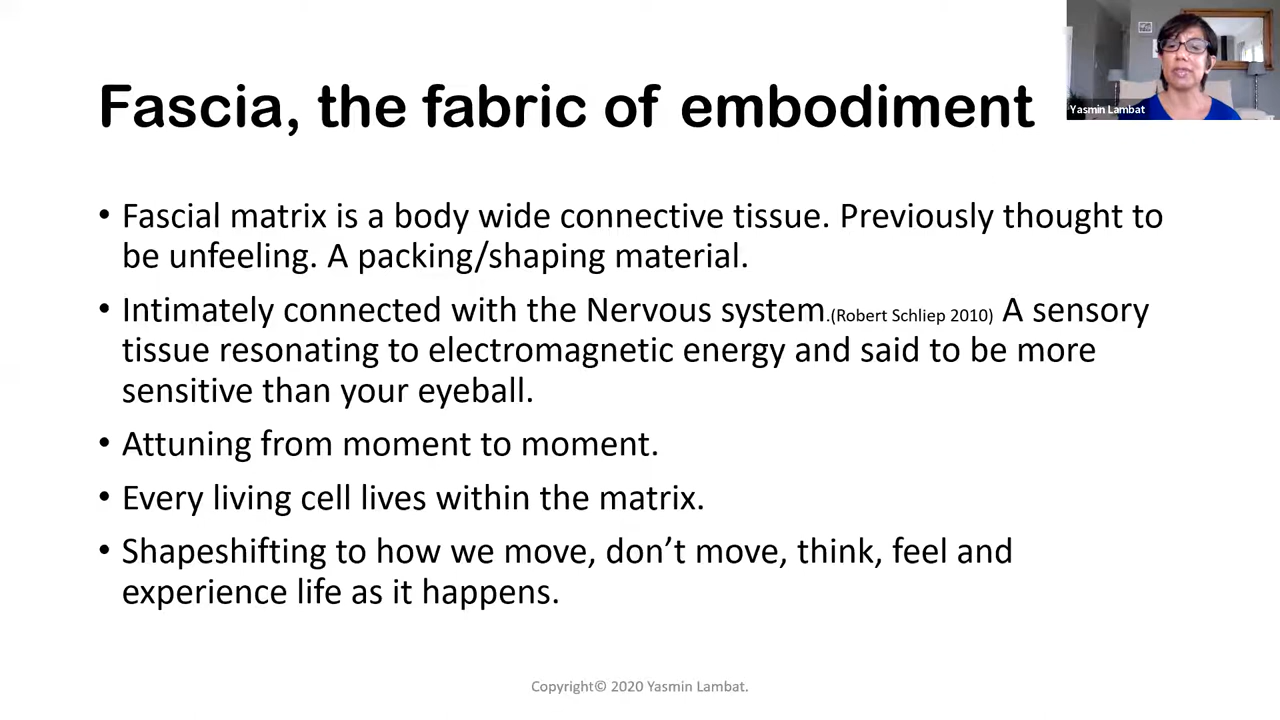 Fascia, the fabric of embodiment
Yasmin Lambat
• Fascial matrix is a body wide connective tissue. Previously thought to
be unfeeling. A packing/shaping material.
• Intimately connected with the Nervous system.(Robert Schliep 2010) A sensory
tissue resonating to electromagnetic energy and said to be more
sensitive than your eyeball.
• Attuning from moment to moment.
• Every living cell lives within the matrix.
• Shapeshifting to how we move, don’t move, think, feel and
experience life as it happens.
Copyright© 2020 Yasmin Lambat.